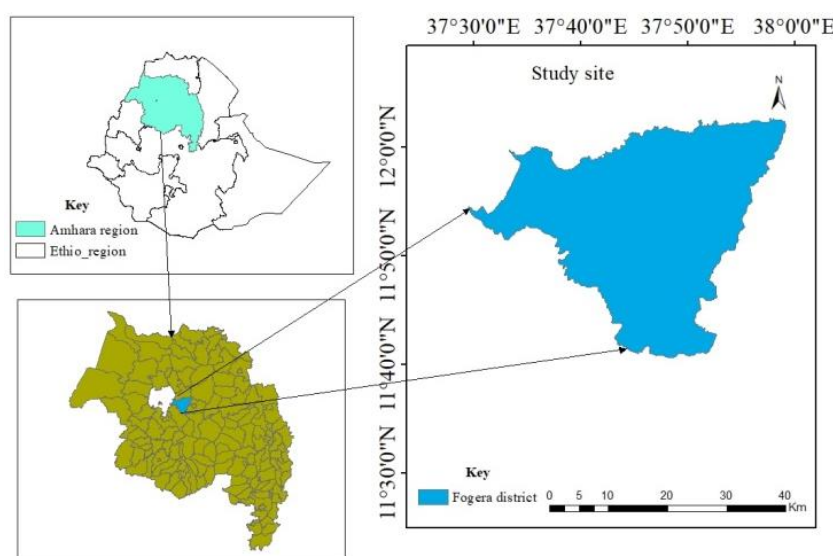 Key
Amhara region
Ethio_region
37°30'0"E 37°40'0"E 37°50'0"E 38°0'0"E
Study site
N
12°0'0"N
11°50'0"N
11°40'0"N
11°30'0"N
Key
Fogera district
0 5 10 20 30 40
Km